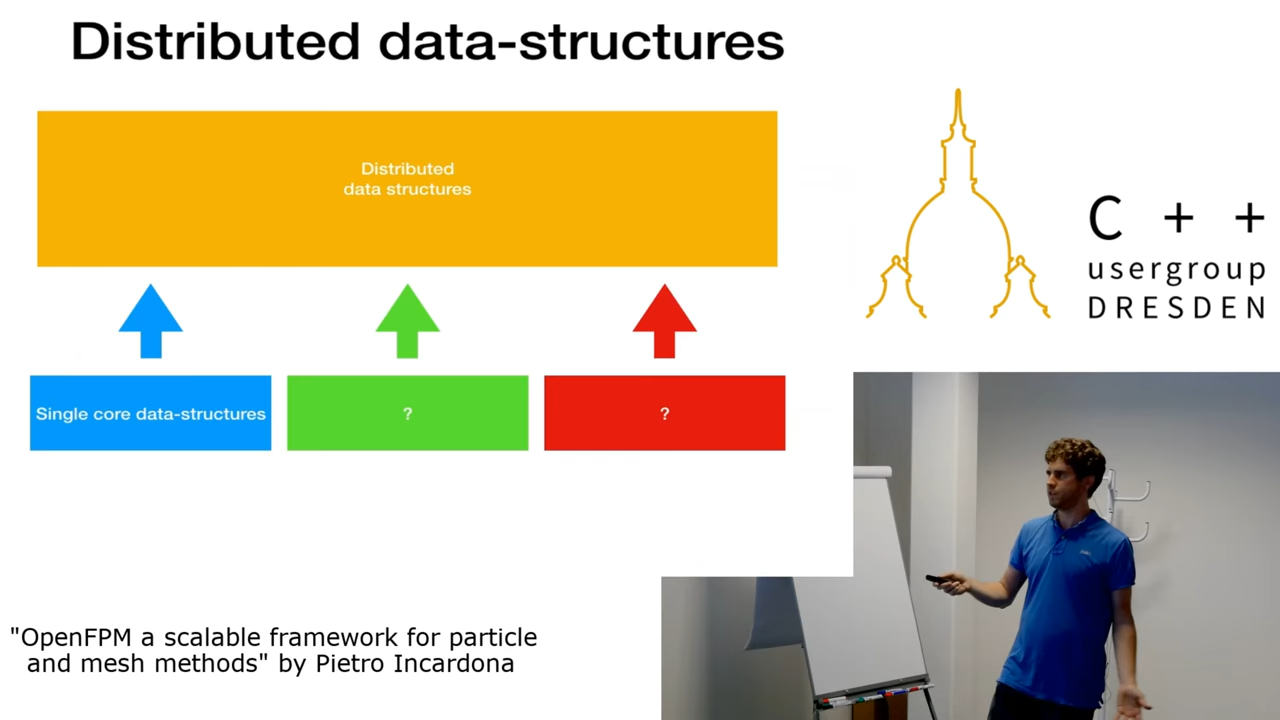 Distributed data-structures
Distributed
data structures
Single core data-structures
?
?
C + +
usergroup
DRESDEN
"OpenFPM a scalable framework for particle
and mesh methods" by Pietro Incardona